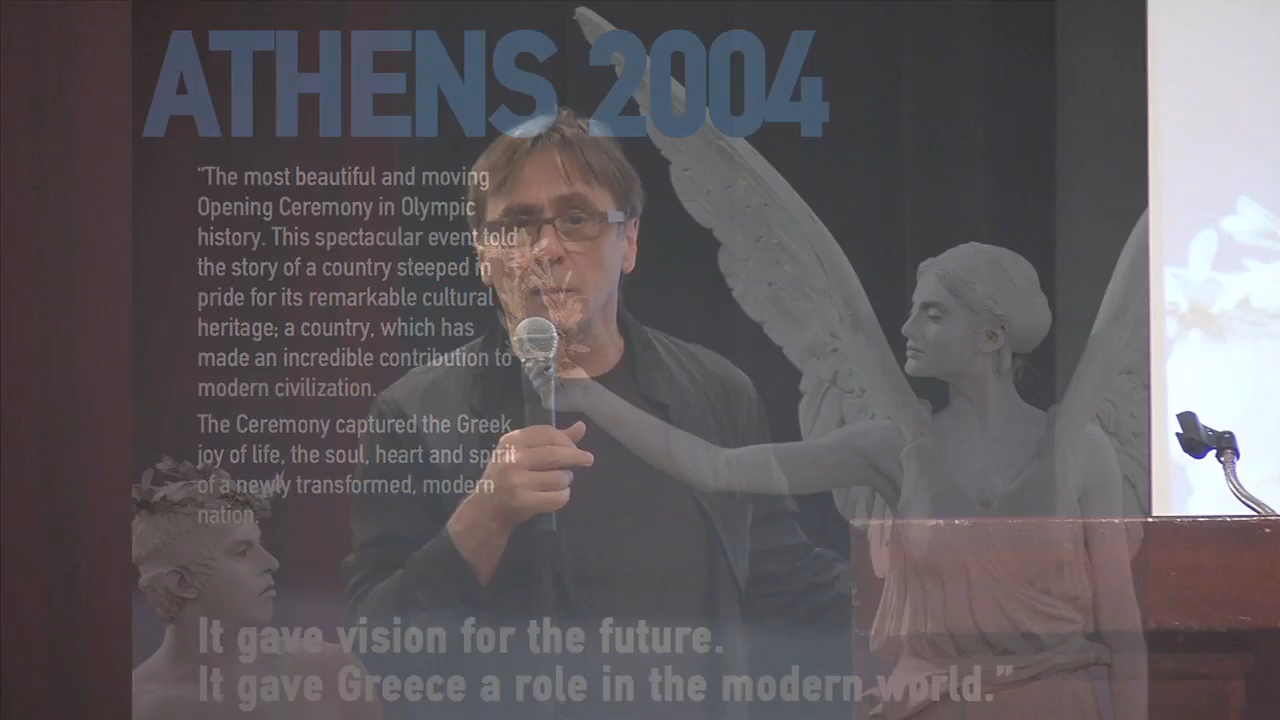 ATHENS 2004
"The most beautiful and moving
Opening Ceremony in Olympic
history. This spectacular event told
the story of a country steeped in
pride for its remarkable cultural
heritage; a country, which has
made an incredible contribution to
modern civilization.
The Ceremony captured the Greek
joy of life, the soul, heart and spirit
of a newly transformed, modern
nation.
It gave vision for the future.
It gave Greece a role in the modern world."